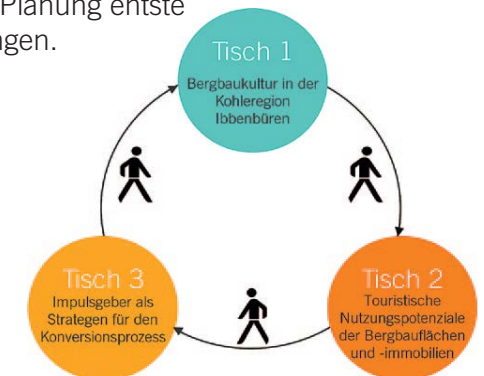 Planung entste
ngen.
Tisch 1
Bergbaukultur in der
Kohleregion
Ibbenbüren
Tisch 2
Touristische
Nutzungspotenziale
der Bergbauflächen
und -immobilien
Tisch 3
Impulsgeber als
Strategen für den
Konversionsprozess